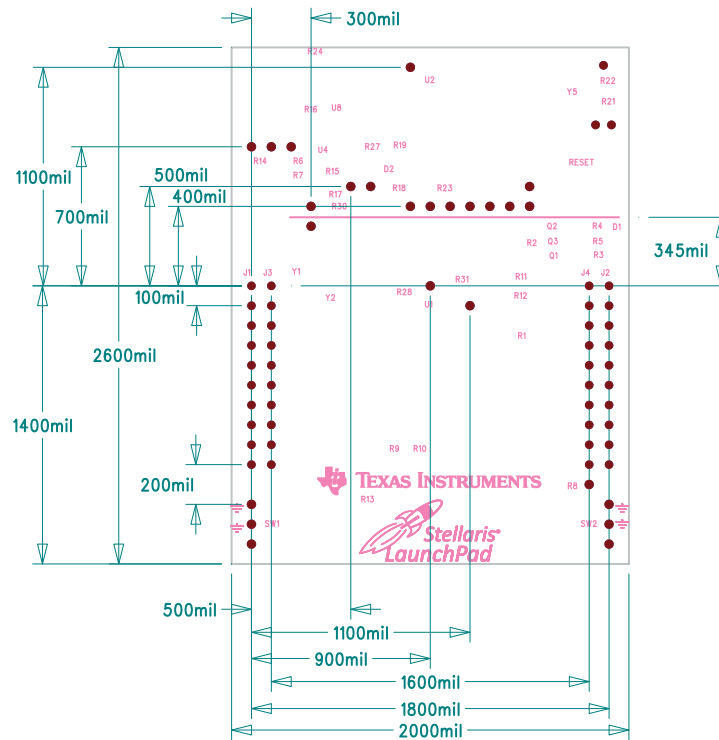 300mil
R24
U2
R22
Y5
R21
R16 U8
R27 R19
U4
R14 R6
R15 D2
R7
RESET
1100mil
500mil
R18 R23
R17
400mil
R30
700mil
Q2 R4 D1
R2 Q3 R5
Q1 R3
345mil
J1 J3 Y1
R31 R11
J4 J2
100mil
Y2 R28
R12
U1
R1
2600mil
1400mil
R9 R10
200mil
TEXAS INSTRUMENTS
R8
R13
SW1
SW2
Stellaris®
LaunchPad
500mil
1100mil
900mil
1600mil
1800mil
2000mil